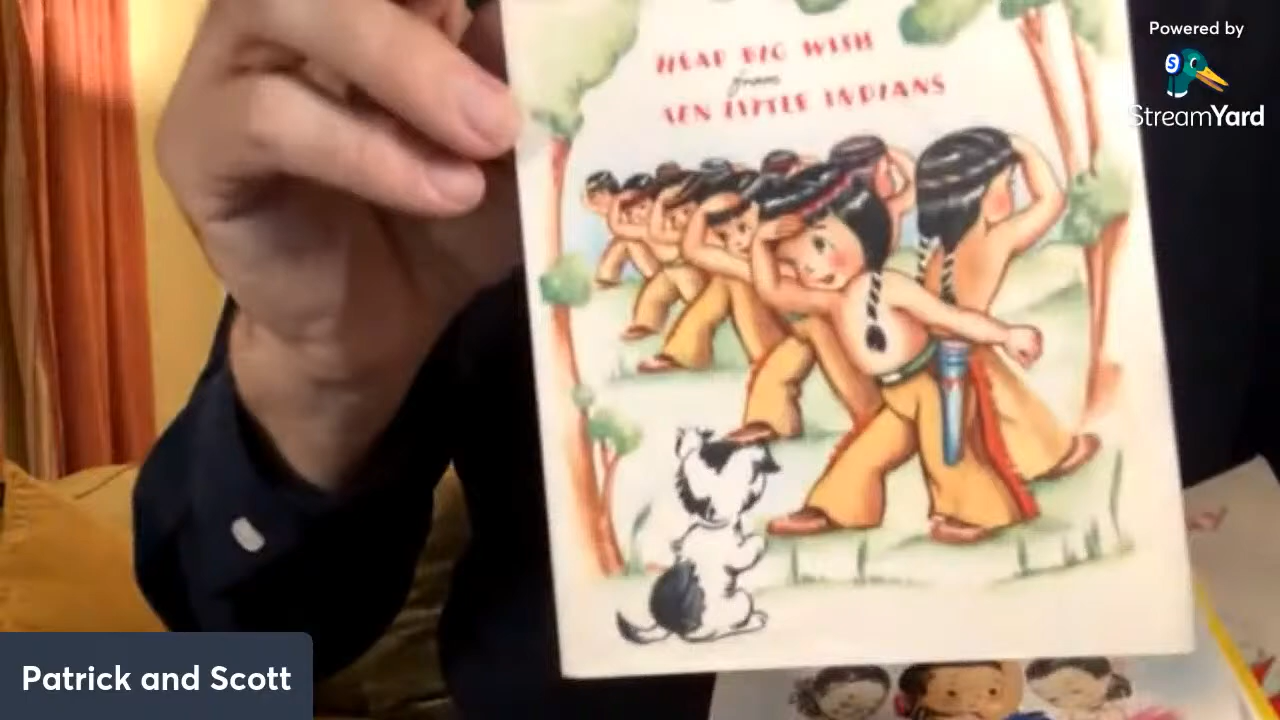 HEAP BIG WISH
from
TEN LITTLE INDIANS
Powered by
StreamYard
Patrick and Scott